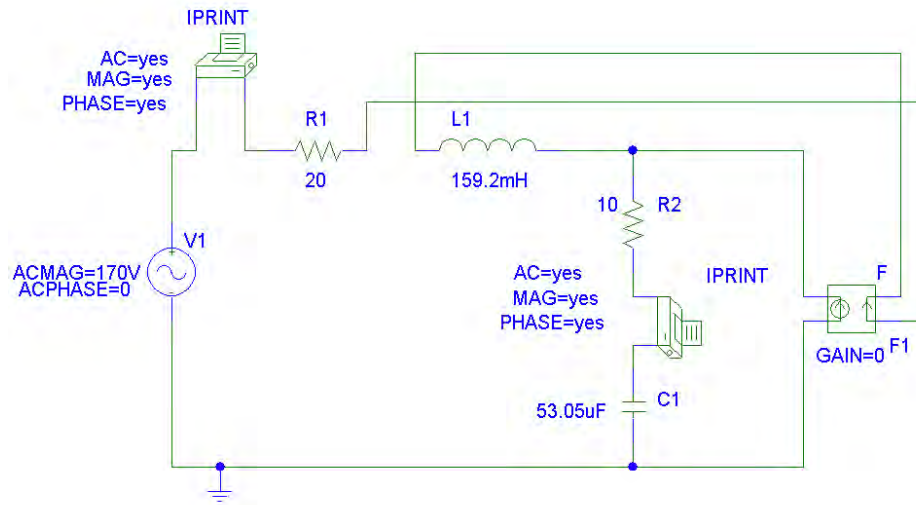 IPRINT
AC=yes
MAG=yes
PHASE=yes
R1
20
L1
159.2mH
10
R2
V1
ACMAG=170V
ACPHASE=0
AC=yes
MAG=yes
PHASE=yes
IPRINT
F
F1
GAIN=0
53.05uF
C1
+
-